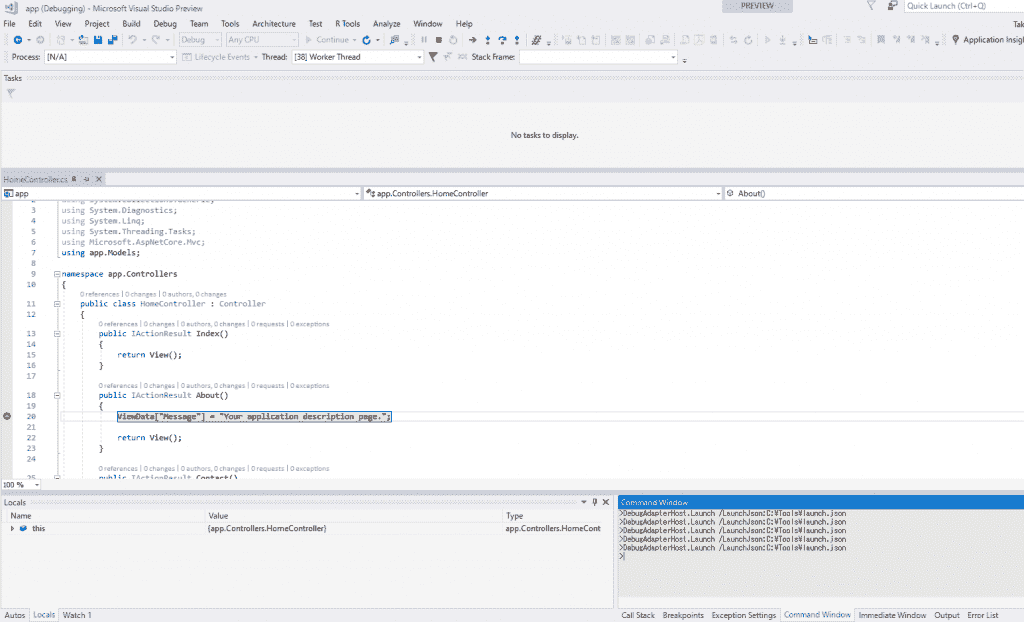 app (Debugging) - Microsoft Visual Studio Preview
PREVIEW
Quick Launch (Ctrl+Q)
File Edit View Project Build Debug Team Tools Architecture Test R Tools Analyze Window Help
Debug Any CPU Continue
Process: [N/A] Lifecycle Events Thread: [38] Worker Thread Stack Frame:
Tasks
No tasks to display.
HomeController.cs
app app.Controllers.HomeController About()
3 using System.Diagnostics;
4 using System.Linq;
5 using System.Threading.Tasks;
6 using Microsoft.AspNetCore.Mvc;
7 using app.Models;
8
9 namespace app.Controllers
10 {
0 references | 0 changes | 0 authors, 0 changes
11 public class HomeController : Controller
12 {
0 references | 0 changes | 0 authors, 0 changes | 0 requests | 0 exceptions
13 public IActionResult Index()
14 {
15 return View();
16 }
17
0 references | 0 changes | 0 authors, 0 changes | 0 requests | 0 exceptions
18 public IActionResult About()
19 {
20 ViewData["Message"] = "Your application description page.";
21
22 return View();
23 }
24
0 references | 0 changes | 0 authors, 0 changes | 0 requests | 0 exceptions
25 public IActionResult Contact()
100 %
Locals
Name Value Type
this {app.Controllers.HomeController} app.Controllers.HomeCont
Autos Locals Watch 1
Command Window
>DebugAdapterHost.Launch /LaunchJson:C:¥Tools¥launch.json
>DebugAdapterHost.Launch /LaunchJson:C:¥Tools¥launch.json
>DebugAdapterHost.Launch /LaunchJson:C:¥Tools¥launch.json
>DebugAdapterHost.Launch /LaunchJson:C:¥Tools¥launch.json
>DebugAdapterHost.Launch /LaunchJson:C:¥Tools¥launch.json
>
Call Stack Breakpoints Exception Settings Command Window Immediate Window Output Error List